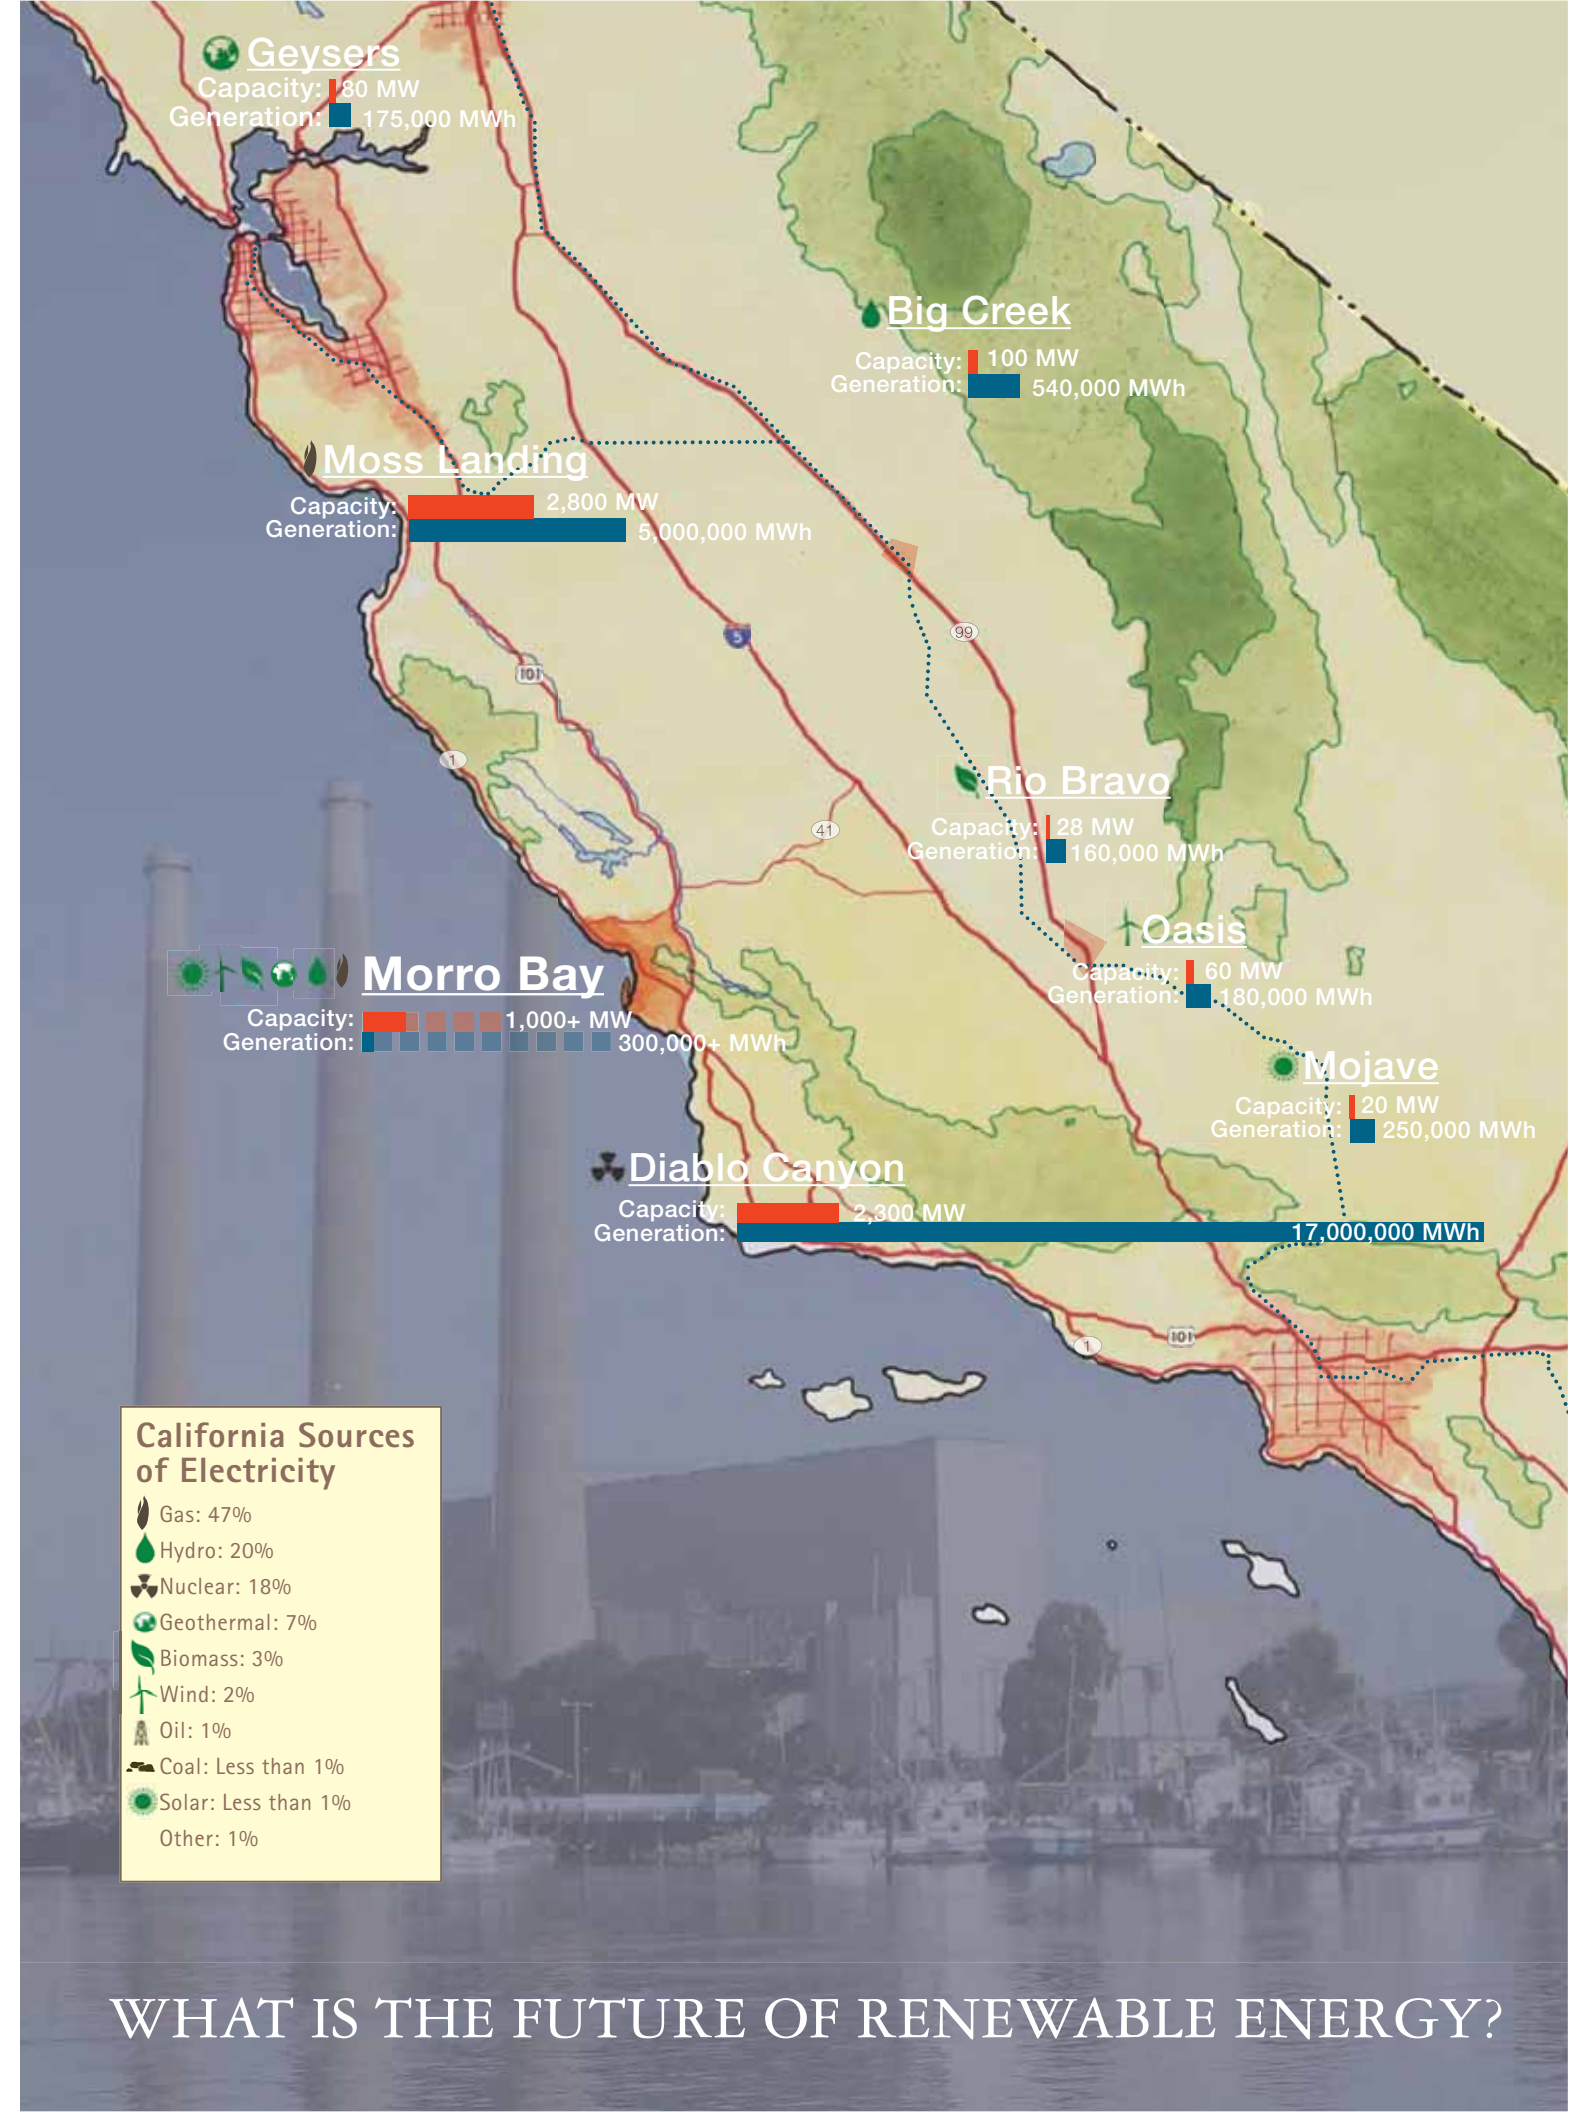 Geysers
Capacity: 80 MW
Generation: 175,000 MWh
Big Creek
Capacity: 100 MW
Generation: 540,000 MWh
Moss Landing
Capacity: 2,800 MW
Generation: 5,000,000 MWh
5
99
101
1
Rio Bravo
41
Capacity: 28 MW
Generation: 160,000 MWh
Oasis
Capacity: 60 MW
Generation: 180,000 MWh
Morro Bay
Capacity: 1,000+ MW
Generation: 300,000+ MWh
Mojave
Capacity: 20 MW
Generation: 250,000 MWh
Diablo Canyon
Capacity: 2,300 MW
Generation: 17,000,000 MWh
101
1
California Sources
of Electricity
Gas: 47%
Hydro: 20%
Nuclear: 18%
Geothermal: 7%
Biomass: 3%
Wind: 2%
Oil: 1%
Coal: Less than 1%
Solar: Less than 1%
Other: 1%
WHAT IS THE FUTURE OF RENEWABLE ENERGY?